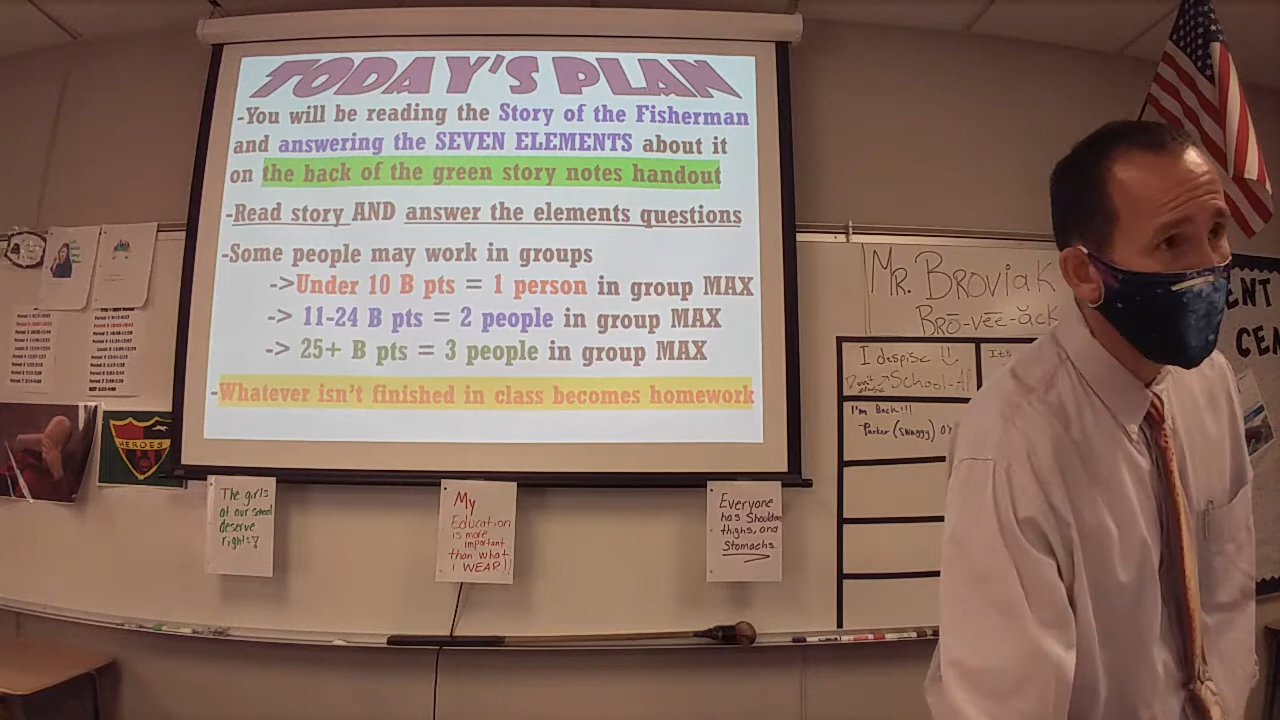 TODAY'S PLAN
-You will be reading the Story of the Fisherman
and answering the SEVEN ELEMENTS about it
on the back of the green story notes handout
-Read story AND answer the elements questions
-Some people may work in groups
->Under 10 B pts = 1 person in group MAX
-> 11-24 B pts = 2 people in group MAX
-> 25+ B pts = 3 people in group MAX
-Whatever isn't finished in class becomes homework
MR. BROVIAK
BRŌ-vēē-ăck
I despise !!
Don't
School-A
It's
I'm Back!!!
Parker (Swaggy)
ENT
CE
HEROES
The girls
at our school
deserve
rights!
My
Education
is more
important
than what
I WEAR!!
Everyone
has Shoulders
thighs, and
Stomachs